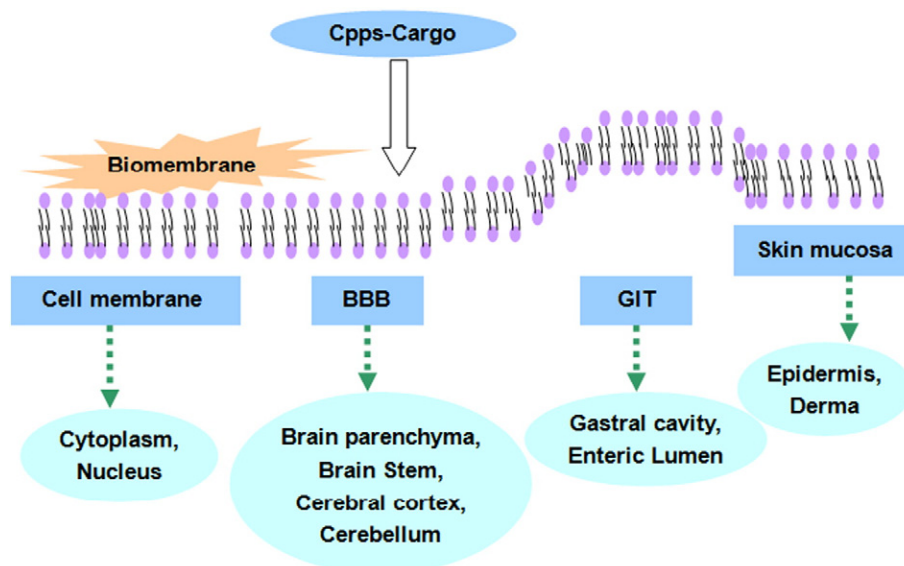 Cpps-Cargo
Biomembrane
Cell membrane
BBB
GIT
Skin mucosa
Cytoplasm,
Nucleus
Brain parenchyma,
Brain Stem,
Cerebral cortex,
Cerebellum
Gastral cavity,
Enteric Lumen
Epidermis,
Derma